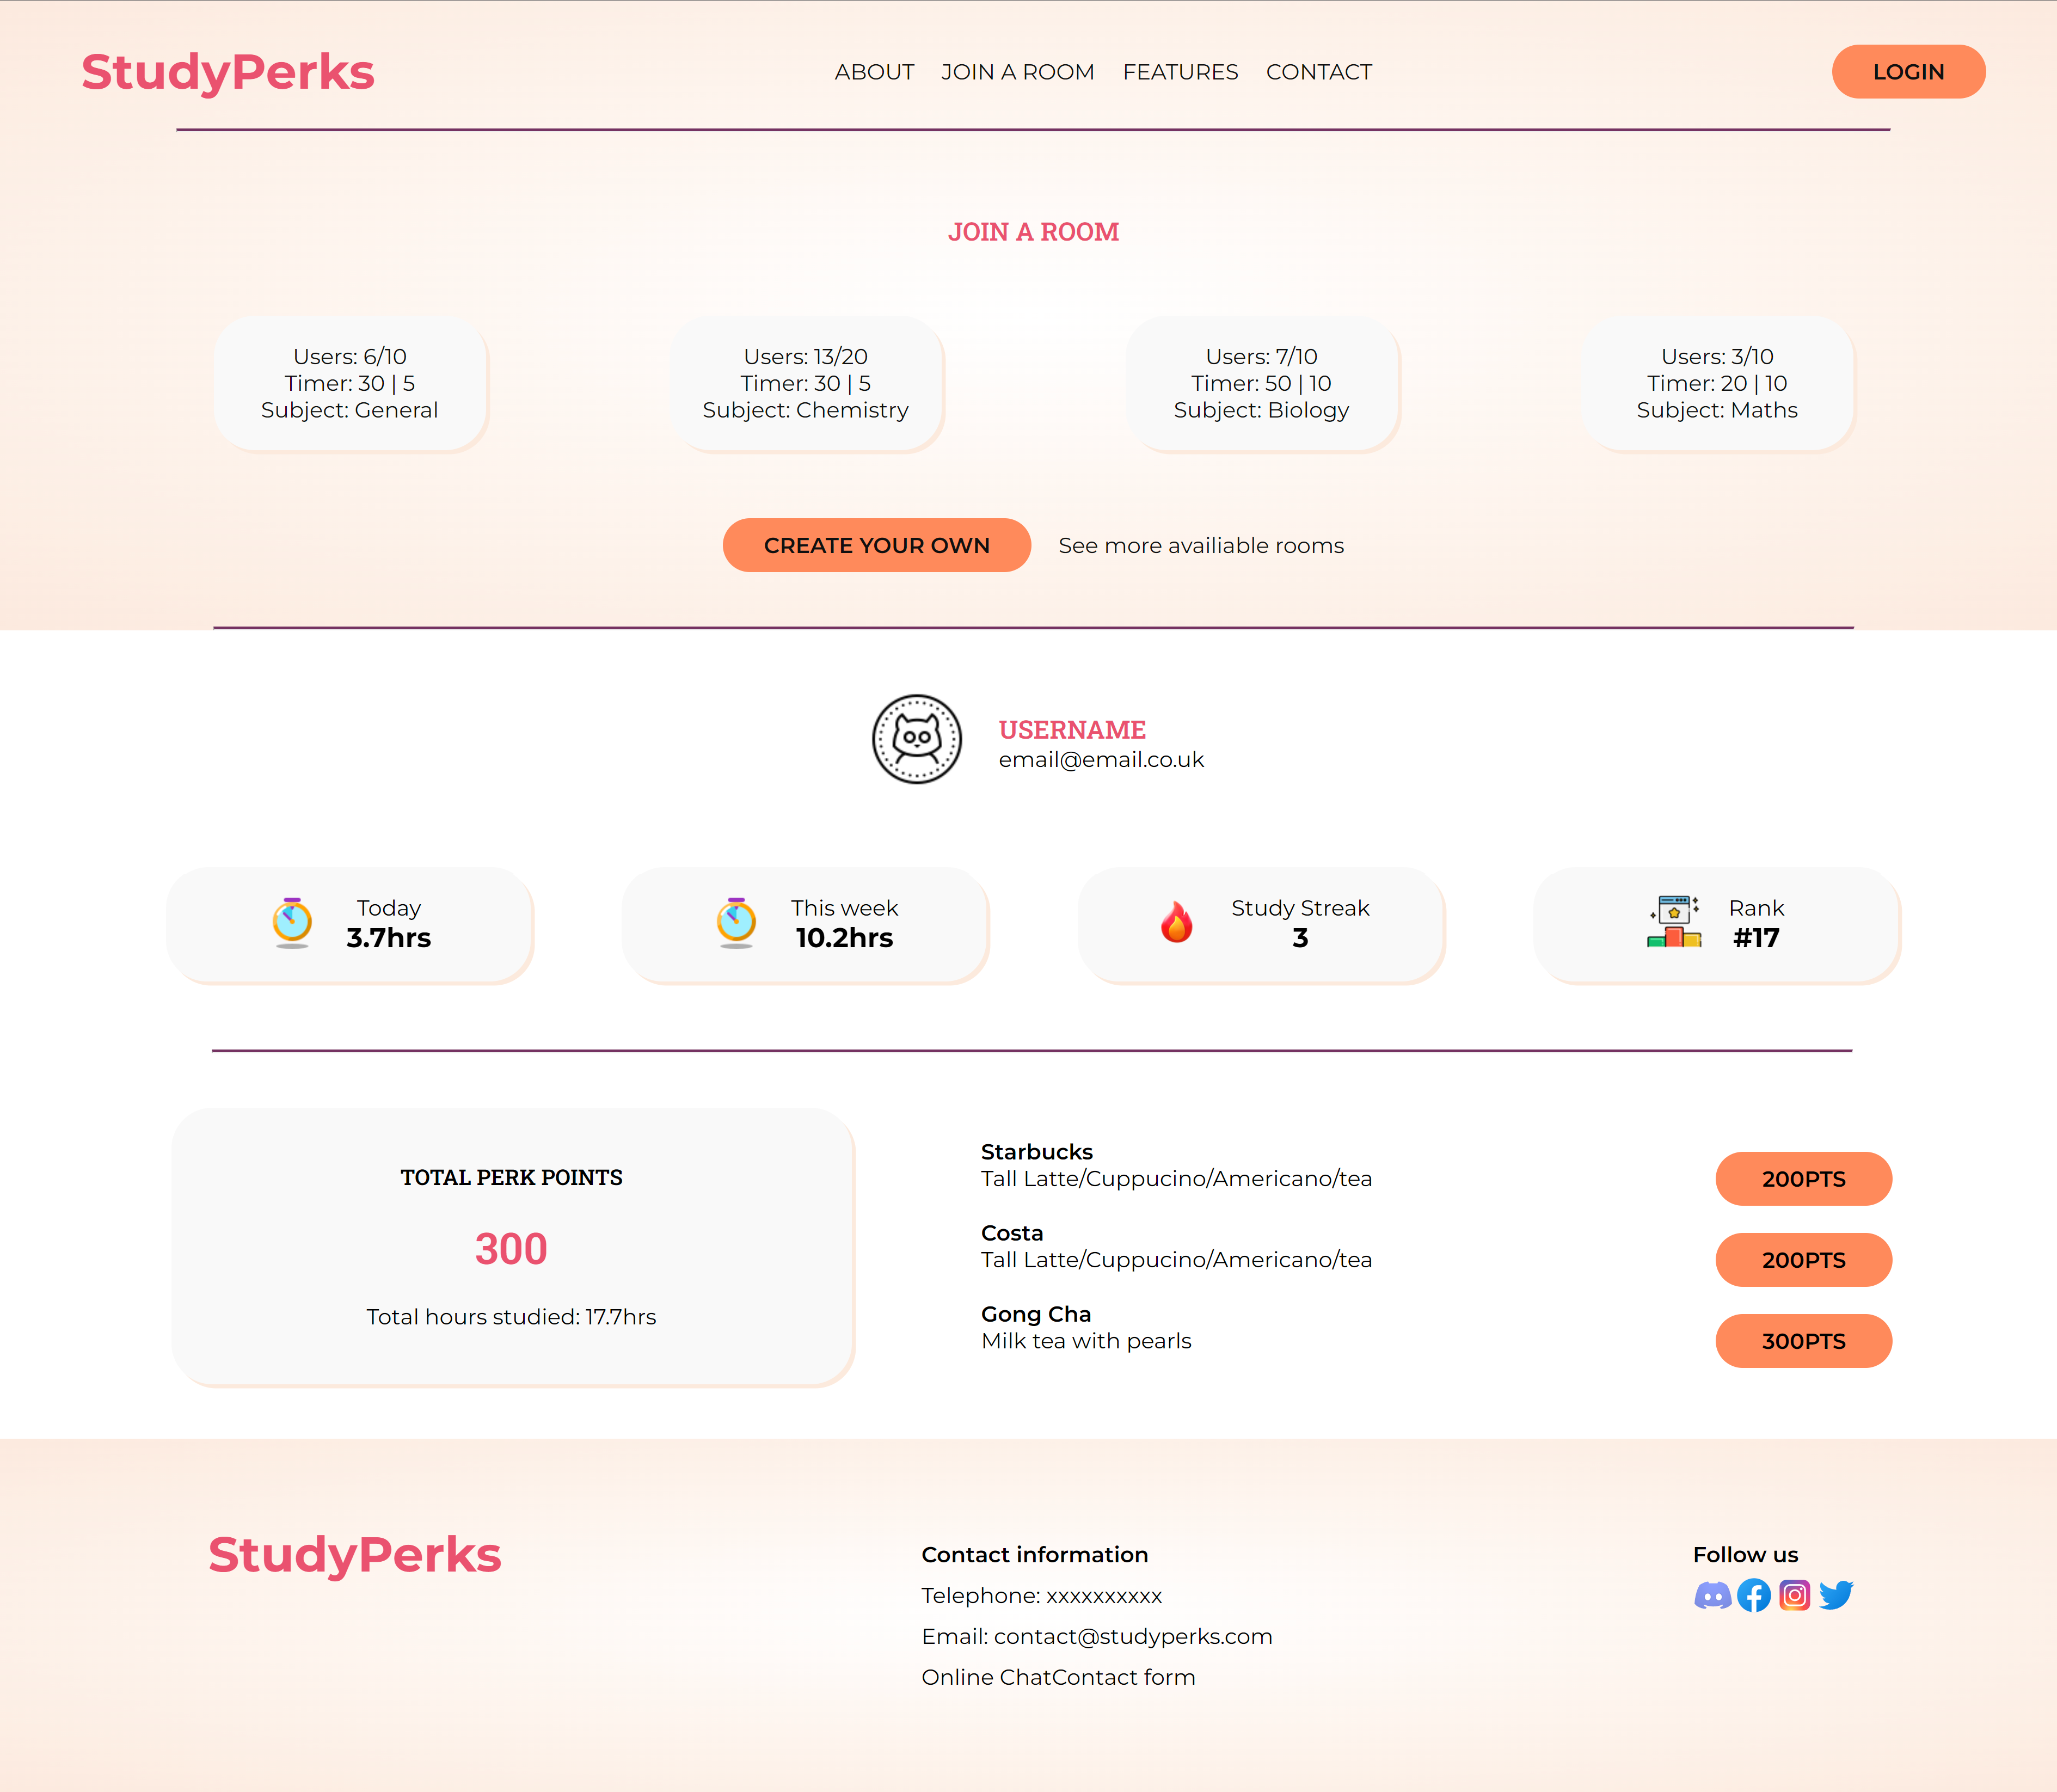 StudyPerks
ABOUT JOIN A ROOM FEATURES CONTACT
LOGIN
JOIN A ROOM
Users: 6/10
Timer: 30 | 5
Subject: General
Users: 13/20
Timer: 30 | 5
Subject: Chemistry
Users: 7/10
Timer: 50 | 10
Subject: Biology
Users: 3/10
Timer: 20 | 10
Subject: Maths
CREATE YOUR OWN
See more availiable rooms
USERNAME
email@email.co.uk
Today
3.7hrs
This week
10.2hrs
Study Streak
3
Rank
#17
TOTAL PERK POINTS
300
Total hours studied: 17.7hrs
Starbucks
Tall Latte/Cuppucino/Americano/tea
200PTS
Costa
Tall Latte/Cuppucino/Americano/tea
200PTS
Gong Cha
Milk tea with pearls
300PTS
StudyPerks
Contact information
Telephone: xxxxxxxxxx
Email: contact@studyperks.com
Online ChatContact form
Follow us